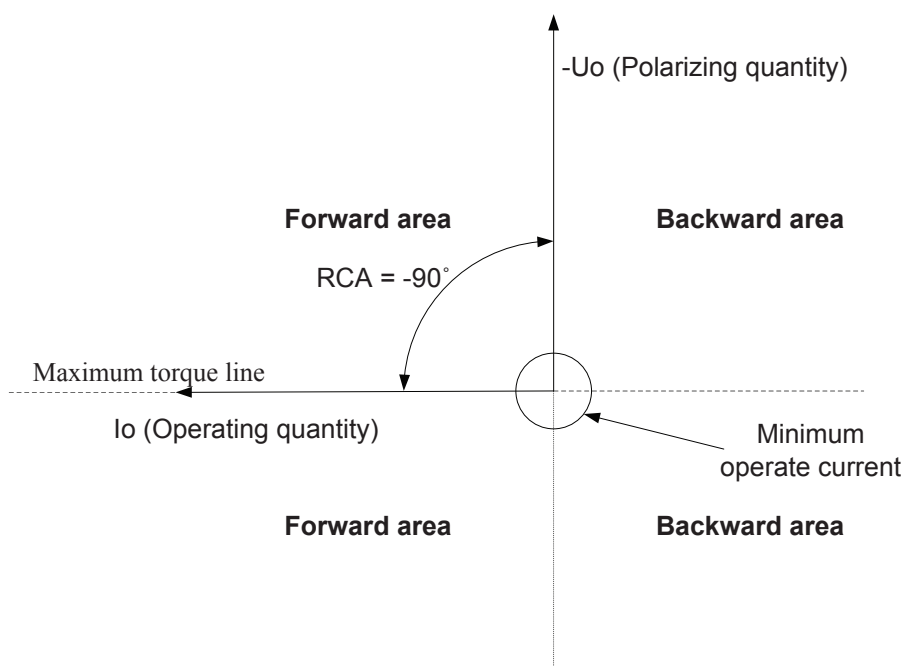 -Uo (Polarizing quantity)
Forward area
Backward area
RCA = -90˚
Maximum torque line
Io (Operating quantity)
Minimum
operate current
Forward area
Backward area